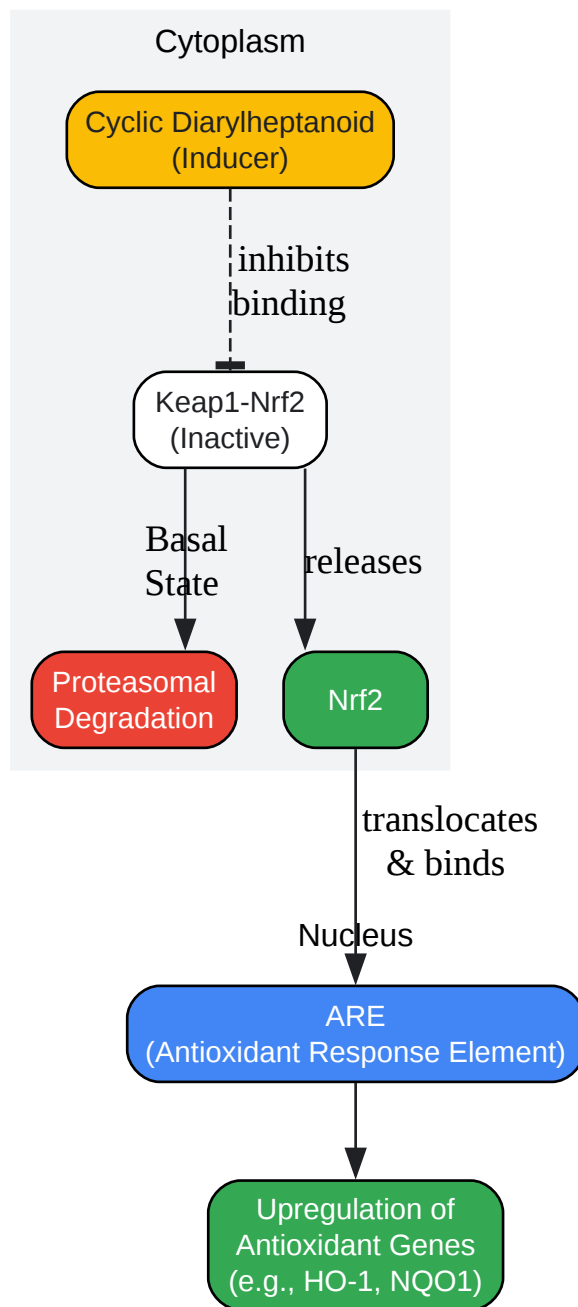 Cytoplasm
Cyclic Diarylheptanoid
(Inducer)
inhibits
binding
Keap1-Nrf2
(Inactive)
Basal
State
releases
Proteasomal
Degradation
Nrf2
translocates
& binds
Nucleus
ARE
(Antioxidant Response Element)
Upregulation of
Antioxidant Genes
(e.g., HO-1, NQO1)